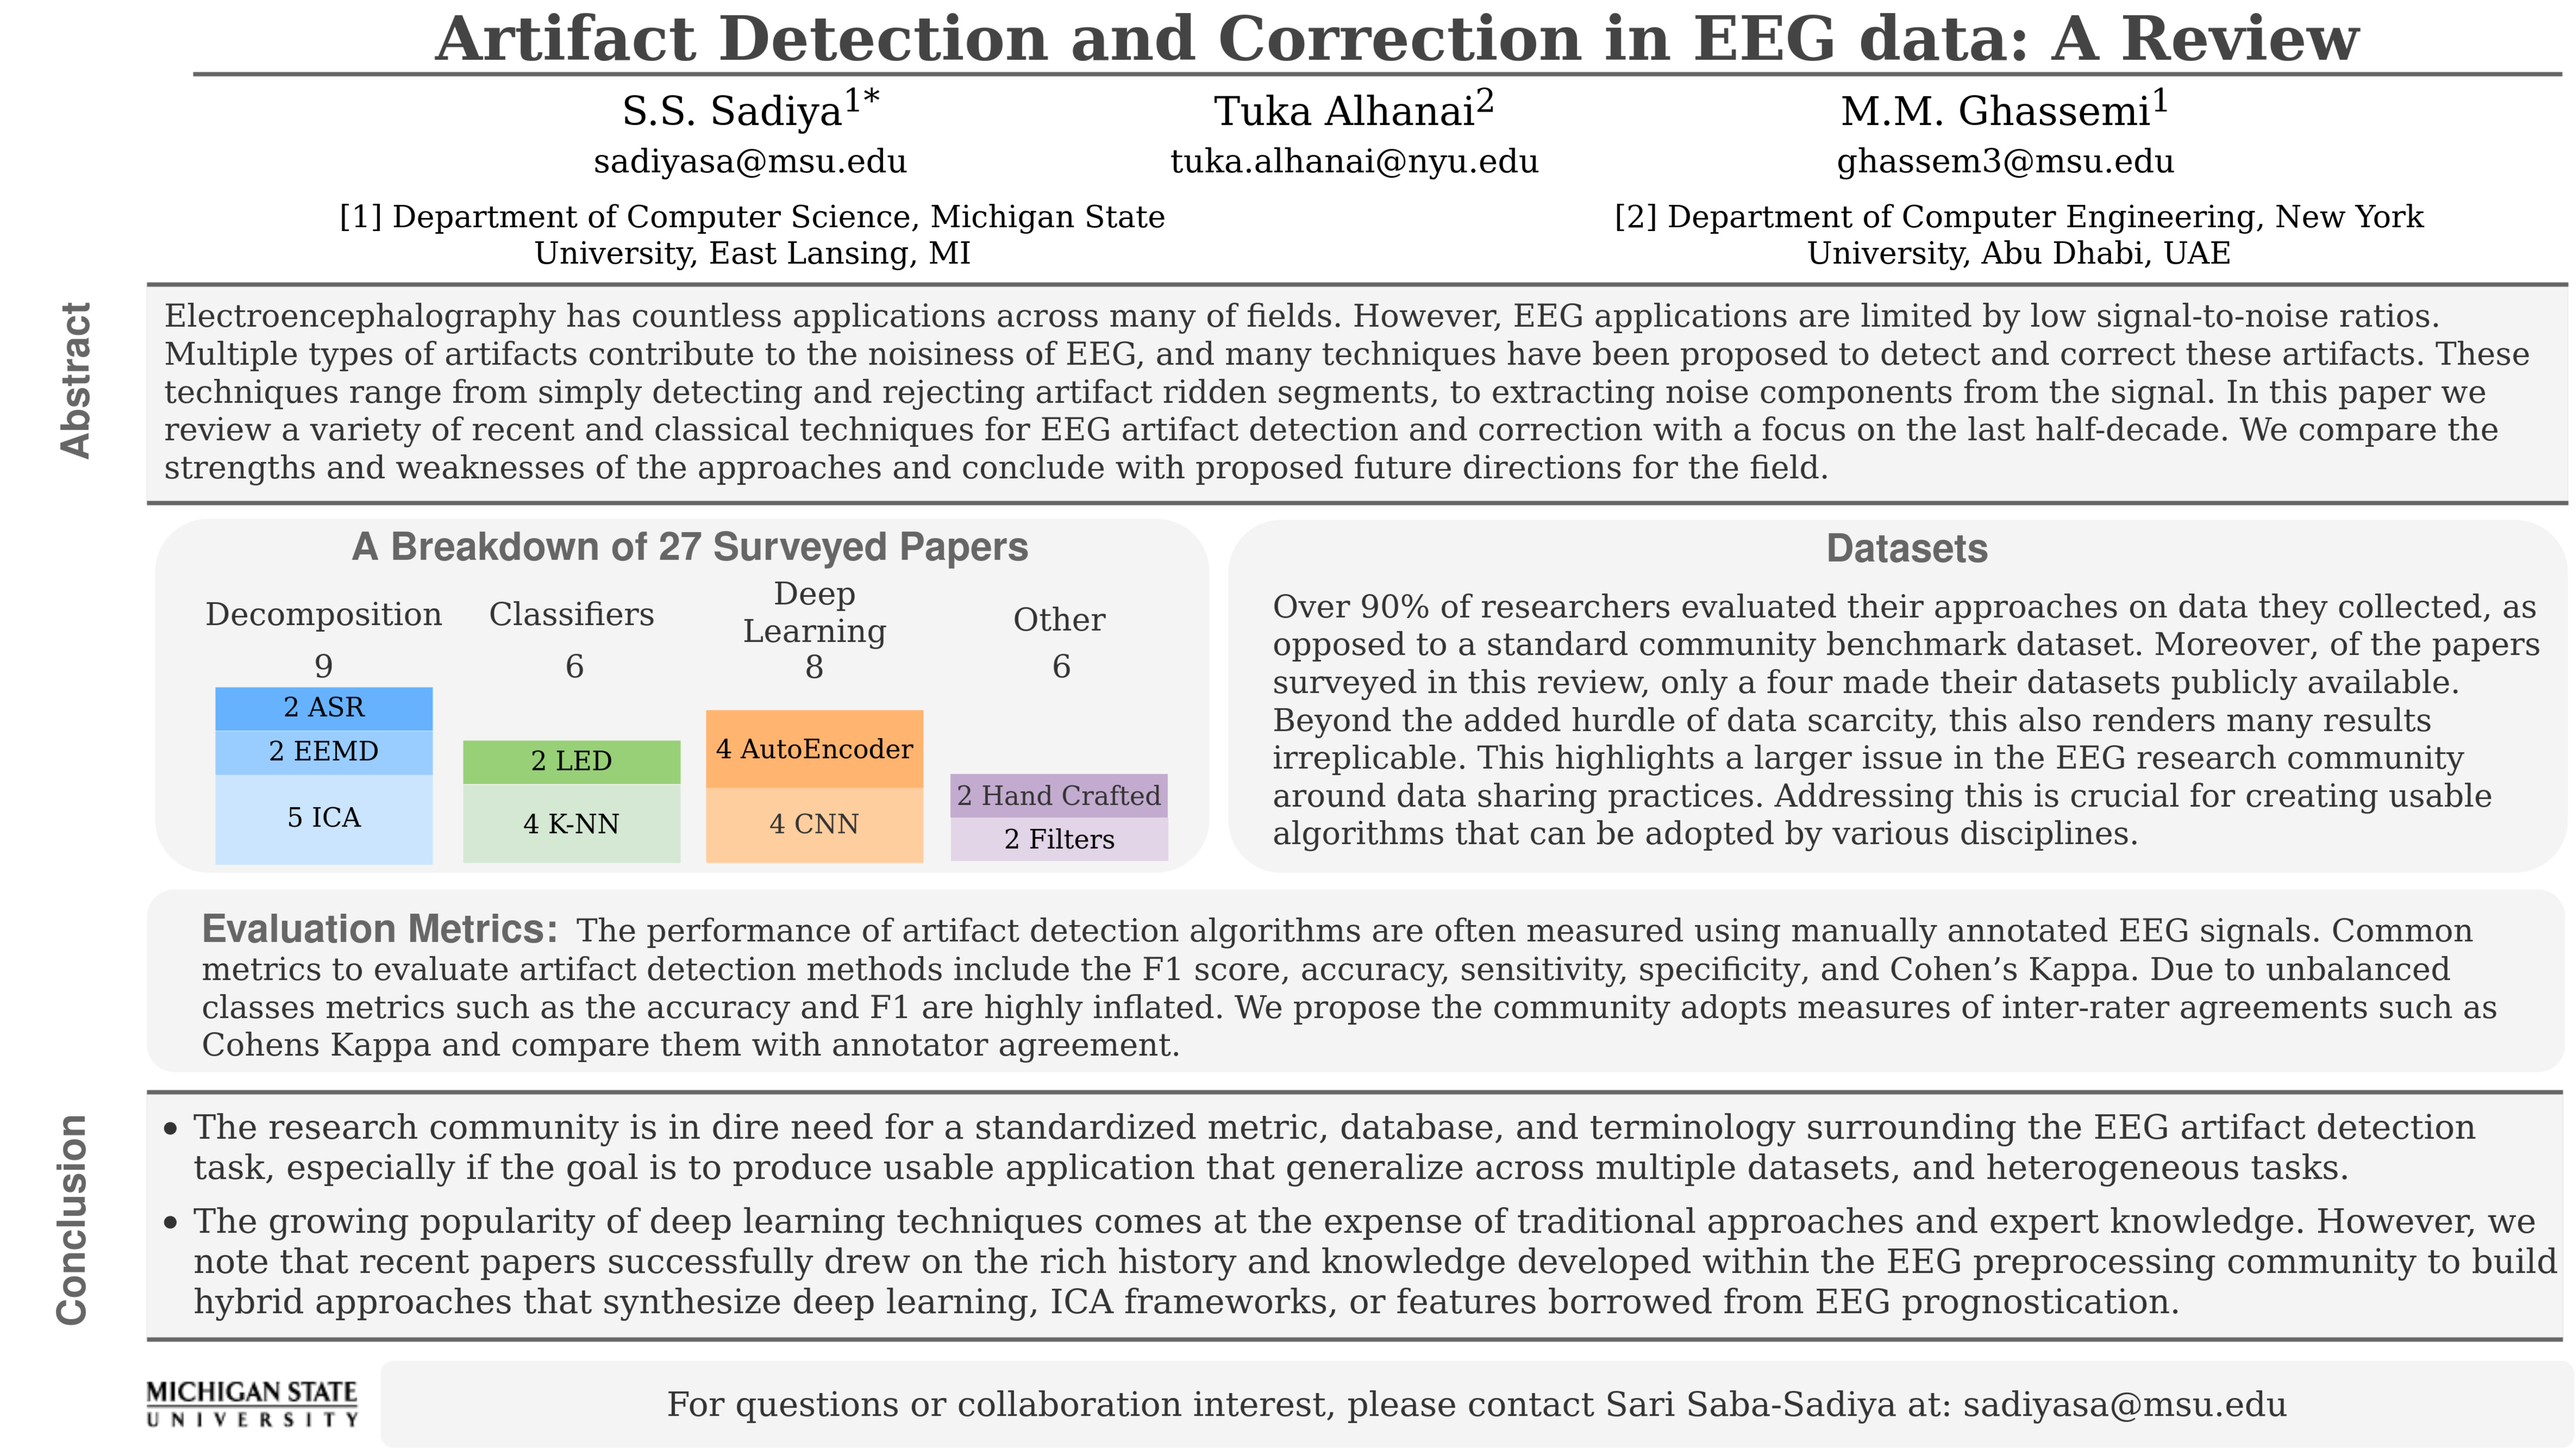 Artifact Detection and Correction in EEG data: A Review
S.S. Sadiya1*
sadiyasa@msu.edu
Tuka Alhanai2
tuka.alhanai@nyu.edu
M.M. Ghassemi1
ghassem3@msu.edu
[1] Department of Computer Science, Michigan State
University, East Lansing, MI
[2] Department of Computer Engineering, New York
University, Abu Dhabi, UAE
Abstract
Electroencephalography has countless applications across many of fields. However, EEG applications are limited by low signal-to-noise ratios.
Multiple types of artifacts contribute to the noisiness of EEG, and many techniques have been proposed to detect and correct these artifacts. These
techniques range from simply detecting and rejecting artifact ridden segments, to extracting noise components from the signal. In this paper we
review a variety of recent and classical techniques for EEG artifact detection and correction with a focus on the last half-decade. We compare the
strengths and weaknesses of the approaches and conclude with proposed future directions for the field.
A Breakdown of 27 Surveyed Papers
Decomposition
9
2 ASR
2 EEMD
5 ICA
Classifiers
6
2 LED
4 K-NN
Deep
Learning
8
4 AutoEncoder
4 CNN
Other
6
2 Hand Crafted
2 Filters
Datasets
Over 90% of researchers evaluated their approaches on data they collected, as
opposed to a standard community benchmark dataset. Moreover, of the papers
surveyed in this review, only a four made their datasets publicly available.
Beyond the added hurdle of data scarcity, this also renders many results
irreplicable. This highlights a larger issue in the EEG research community
around data sharing practices. Addressing this is crucial for creating usable
algorithms that can be adopted by various disciplines.
Evaluation Metrics: The performance of artifact detection algorithms are often measured using manually annotated EEG signals. Common
metrics to evaluate artifact detection methods include the F1 score, accuracy, sensitivity, specificity, and Cohen’s Kappa. Due to unbalanced
classes metrics such as the accuracy and F1 are highly inflated. We propose the community adopts measures of inter-rater agreements such as
Cohens Kappa and compare them with annotator agreement.
Conclusion
• The research community is in dire need for a standardized metric, database, and terminology surrounding the EEG artifact detection
task, especially if the goal is to produce usable application that generalize across multiple datasets, and heterogeneous tasks.
• The growing popularity of deep learning techniques comes at the expense of traditional approaches and expert knowledge. However, we
note that recent papers successfully drew on the rich history and knowledge developed within the EEG preprocessing community to build
hybrid approaches that synthesize deep learning, ICA frameworks, or features borrowed from EEG prognostication.
MICHIGAN STATE
UNIVERSITY
For questions or collaboration interest, please contact Sari Saba-Sadiya at: sadiyasa@msu.edu